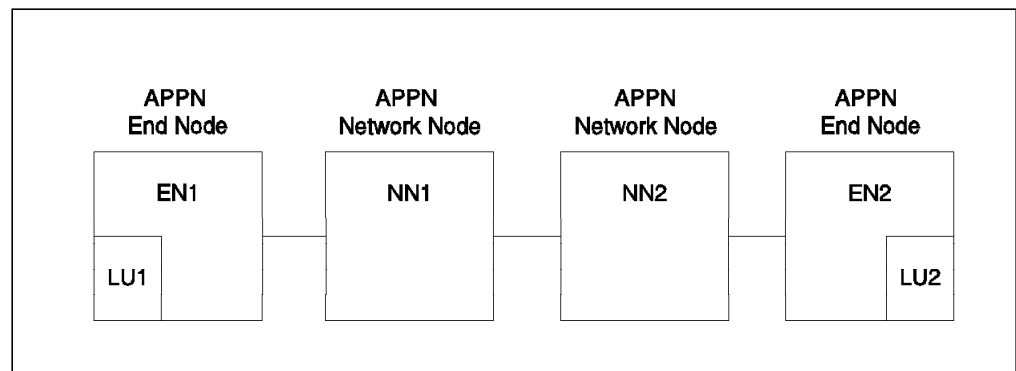 APPN
End Node
APPN
Network Node
APPN
Network Node
APPN
End Node
EN1
NN1
NN2
EN2
LU1
LU2